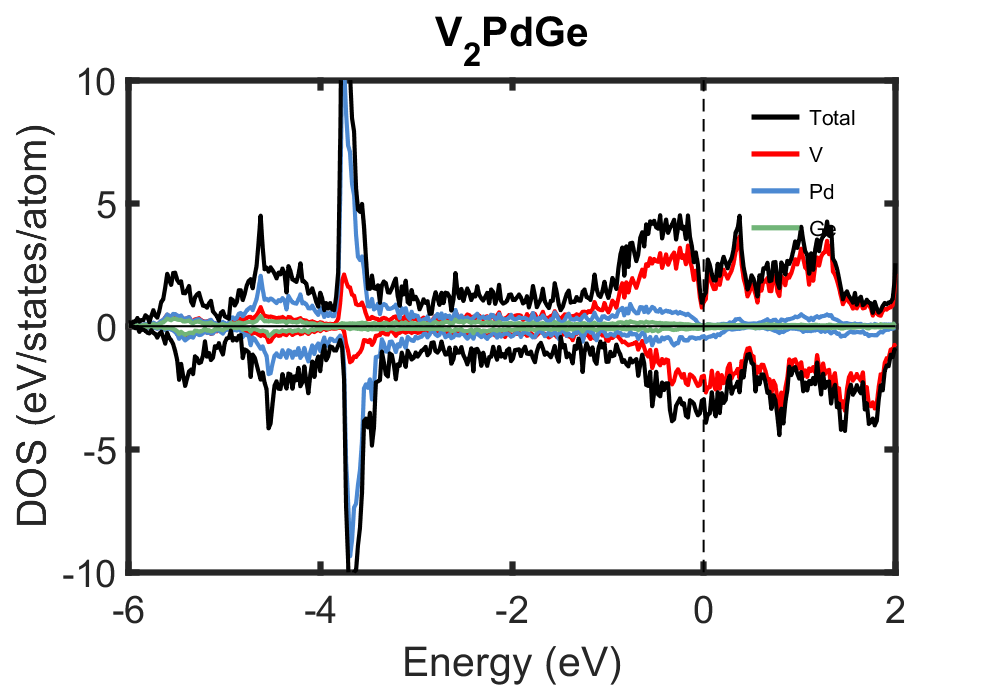 V₂PdGe
10
5
0
-5
-10
DOS (eV/states/atom)
Total
V
Pd
Ge
-6 -4 -2 0 2
Energy (eV)